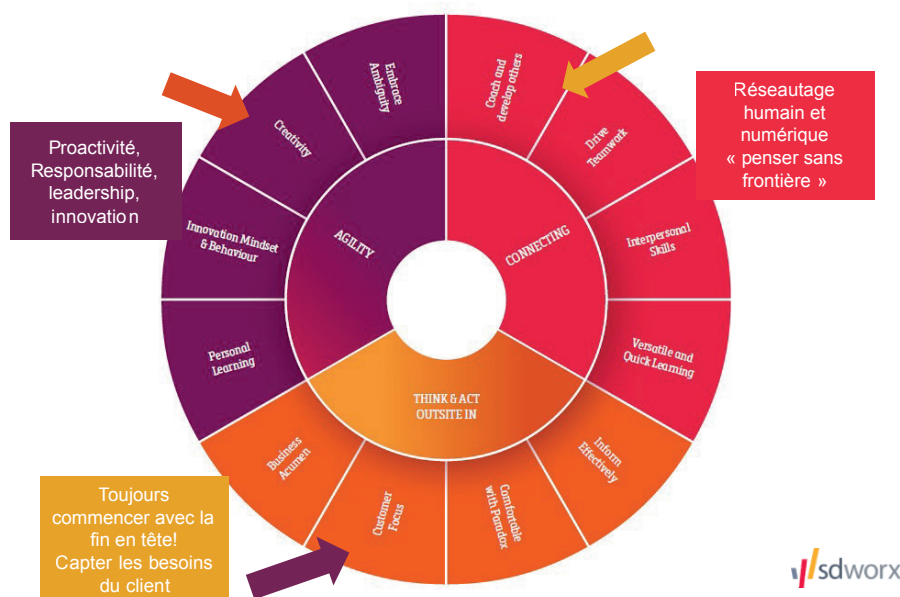 Embrace
Ambiguity
Coach and
develop others
Creativity
Drive
Teamwork
Réseautage
humain et
numérique
« penser sans
frontière »
Proactivité,
Responsabilité,
leadership,
innovation
Innovation Mindset
& Behaviour
AGILITY
CONNECTING
Interpersonal
Skills
Personal
Learning
Versatile and
Quick Learning
THINK & ACT
OUTSITE IN
Business
Acumen
Inform
Effectively
Customer
Focus
Comfortable
with Paradox
Toujours
commencer avec la
fin en tête!
Capter les besoins
du client
sdworx